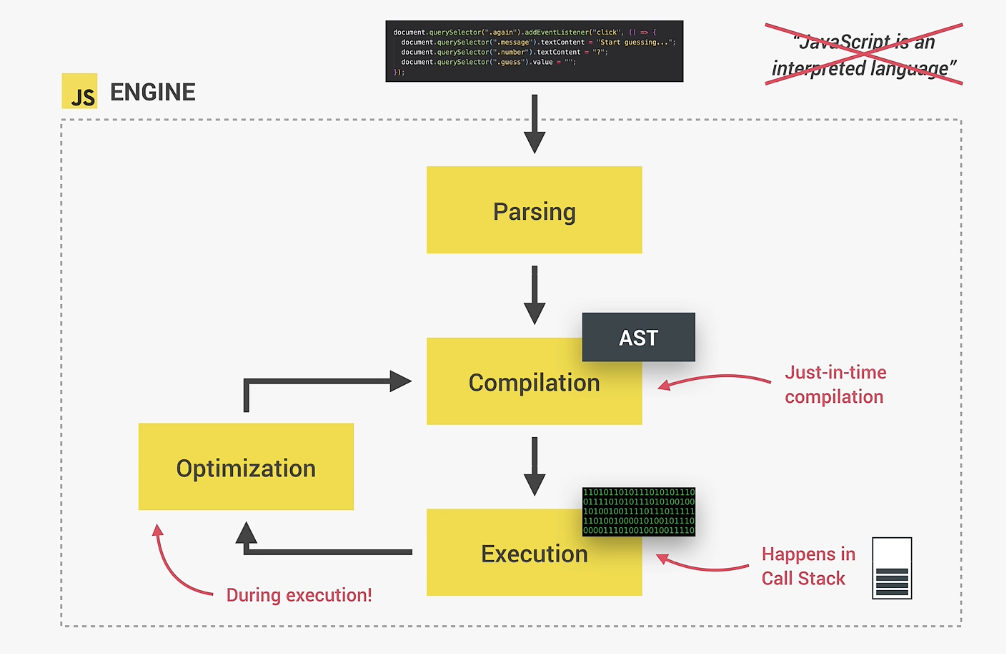 document.querySelector(".again").addEventListener("click", () => {
document.querySelector(".message").textContent = "Start guessing...";
document.querySelector(".number").textContent = "?";
document.querySelector(".guess").value = "";
});
“JavaScript is an
interpreted language”
JS ENGINE
Parsing
AST
Compilation
Just-in-time
compilation
Optimization
1101011010111010101110
0111101010111010100100
1010010011110111011111
1101001000010100101110
0000111010010010011110
Execution
Happens in
Call Stack
During execution!